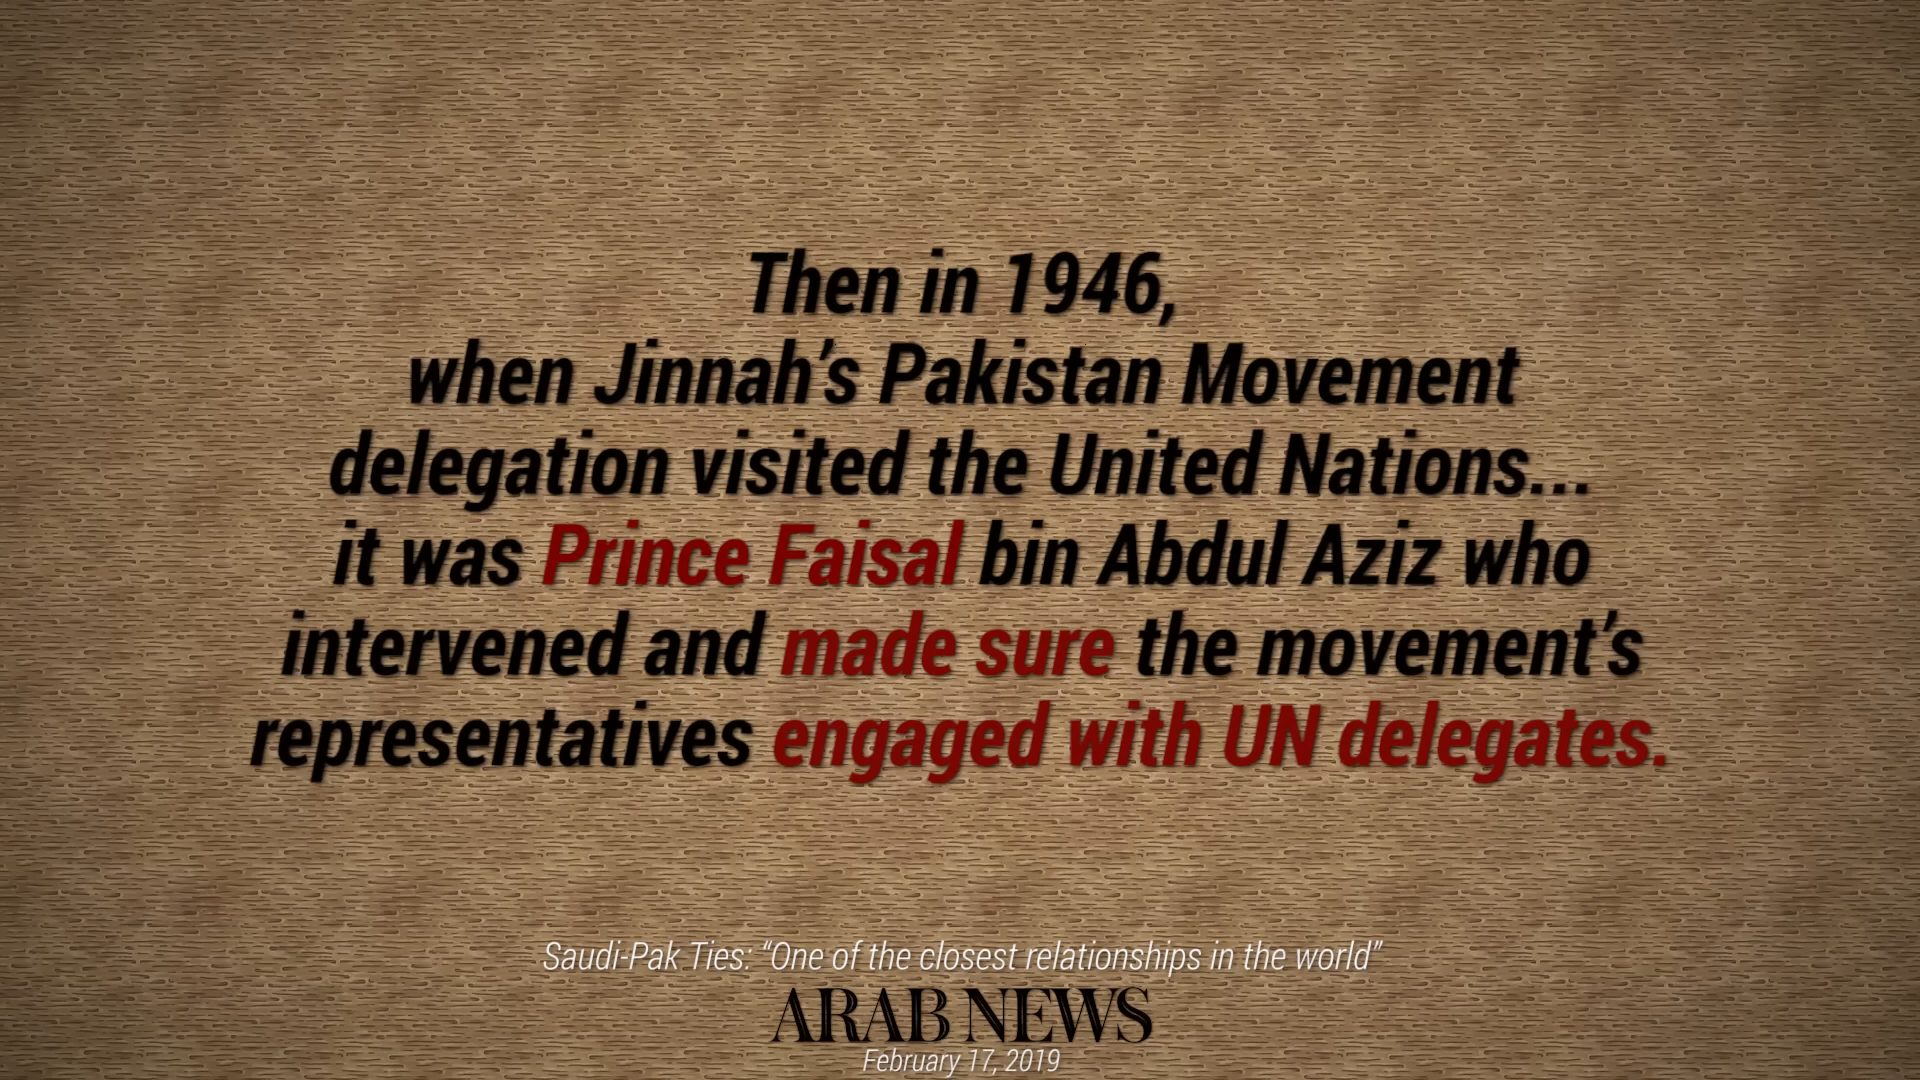 Then in 1946,
when Jinnah’s Pakistan Movement
delegation visited the United Nations...
it was Prince Faisal bin Abdul Aziz who
intervened and made sure the movement’s
representatives engaged with UN delegates.
Saudi-Pak Ties: “One of the closest relationships in the world”
ARAB NEWS
February 17, 2019